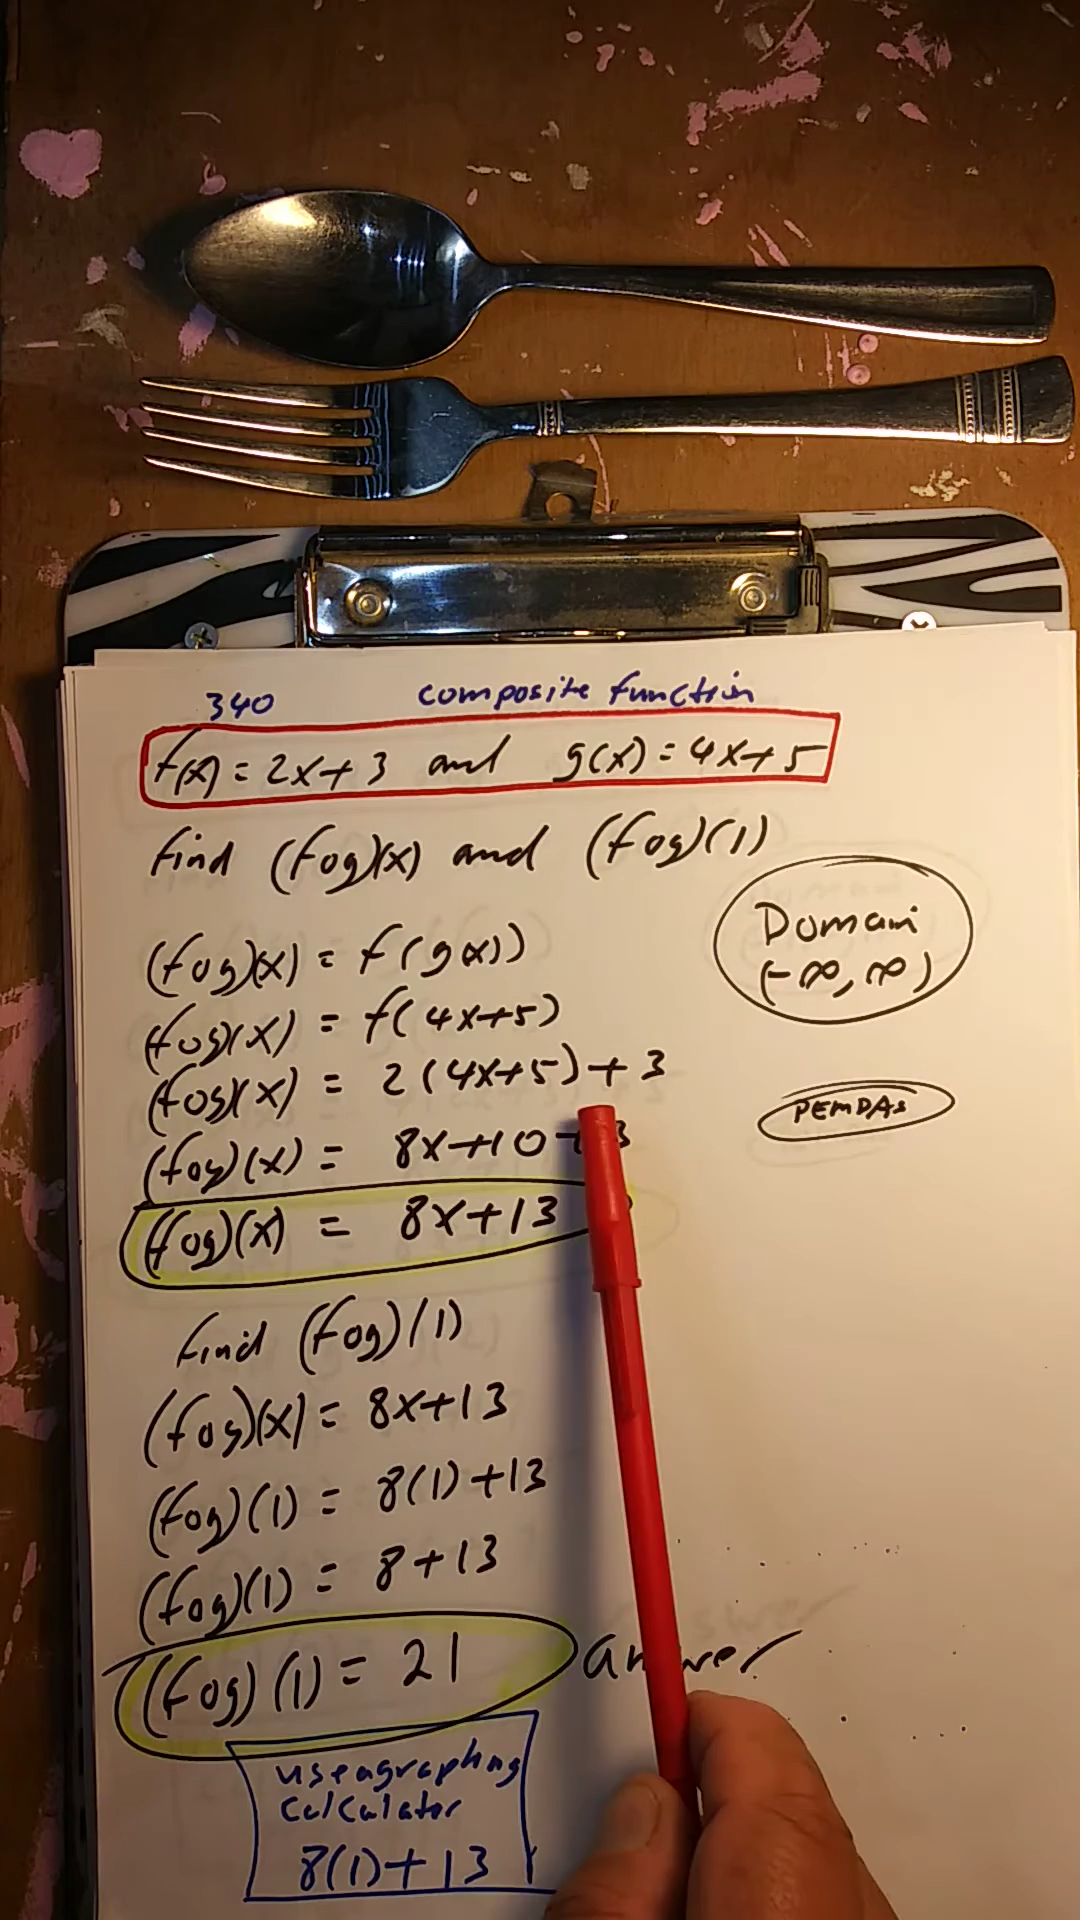 340 composite function
f(x) = 2x+3 and g(x) = 4x+5
find (fog)(x) and (fog)(1)
Domain
(-∞, ∞)
(fog)(x) = f(g(x))
(fog)(x) = f(4x+5)
(fog)(x) = 2(4x+5)+3
PEMDAS
(fog)(x) = 8x+10+3
(fog)(x) = 8x+13
find (fog)(1)
(fog)(x) = 8x+13
(fog)(1) = 8(1)+13
(fog)(1) = 8+13
(fog)(1) = 21 answer
use a graphing
calculator
8(1)+13